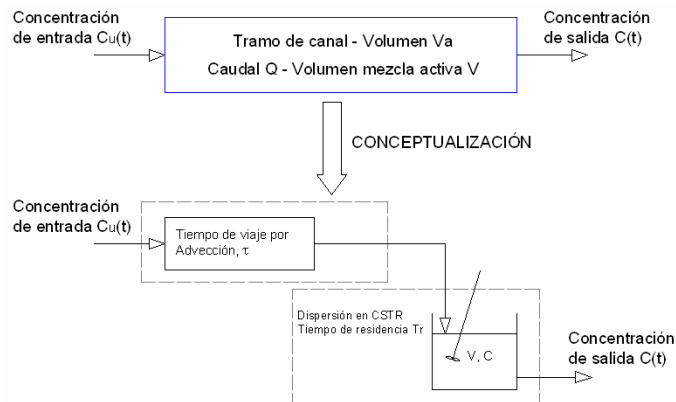 Concentración
de entrada Cu(t)
Tramo de canal - Volumen Va
Caudal Q - Volumen mezcla activa V
Concentración
de salida C(t)
CONCEPTUALIZACIÓN
Concentración
de entrada Cu(t)
Tiempo de viaje por
Advección, τ
Dispersión en CSTR
Tiempo de residencia Tr
V, C
Concentración
de salida C(t)